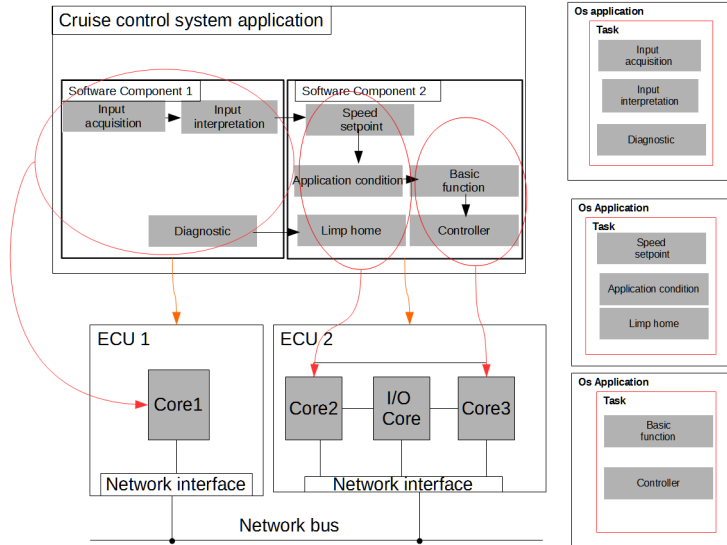 Cruise control system application
Software Component 1
Input
acquisition
Input
interpretation
Diagnostic
Software Component 2
Speed
setpoint
Application condition
Basic
function
Limp home
Controller
ECU 1
Core1
Network interface
ECU 2
Core2
I/O
Core
Core3
Network interface
Network bus
Os application
Task
Input
acquisition
Input
interpretation
Diagnostic
Os Application
Task
Speed
setpoint
Application condition
Limp home
Os Application
Task
Basic
function
Controller